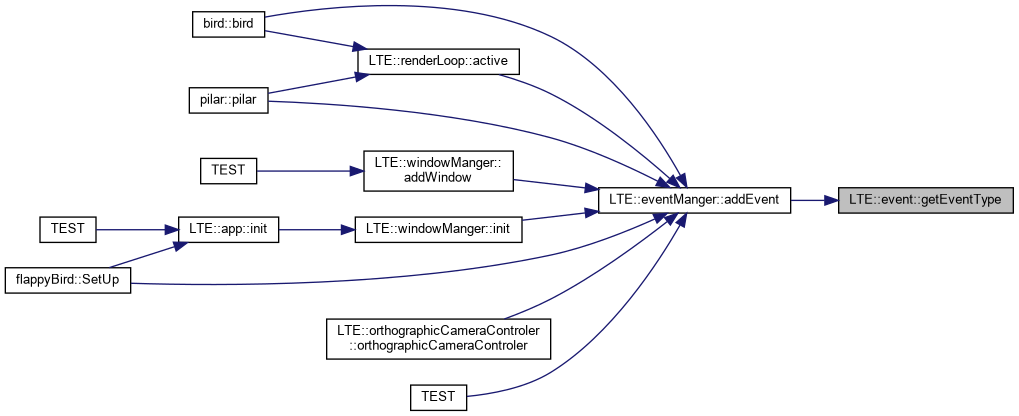 bird::bird
LTE::renderLoop::active
pilar::pilar
LTE::windowManger::
addWindow
TEST
LTE::eventManger::addEvent
LTE::event::getEventType
TEST
LTE::app::init
LTE::windowManger::init
flappyBird::SetUp
LTE::orthographicCameraControler
::orthographicCameraControler
TEST